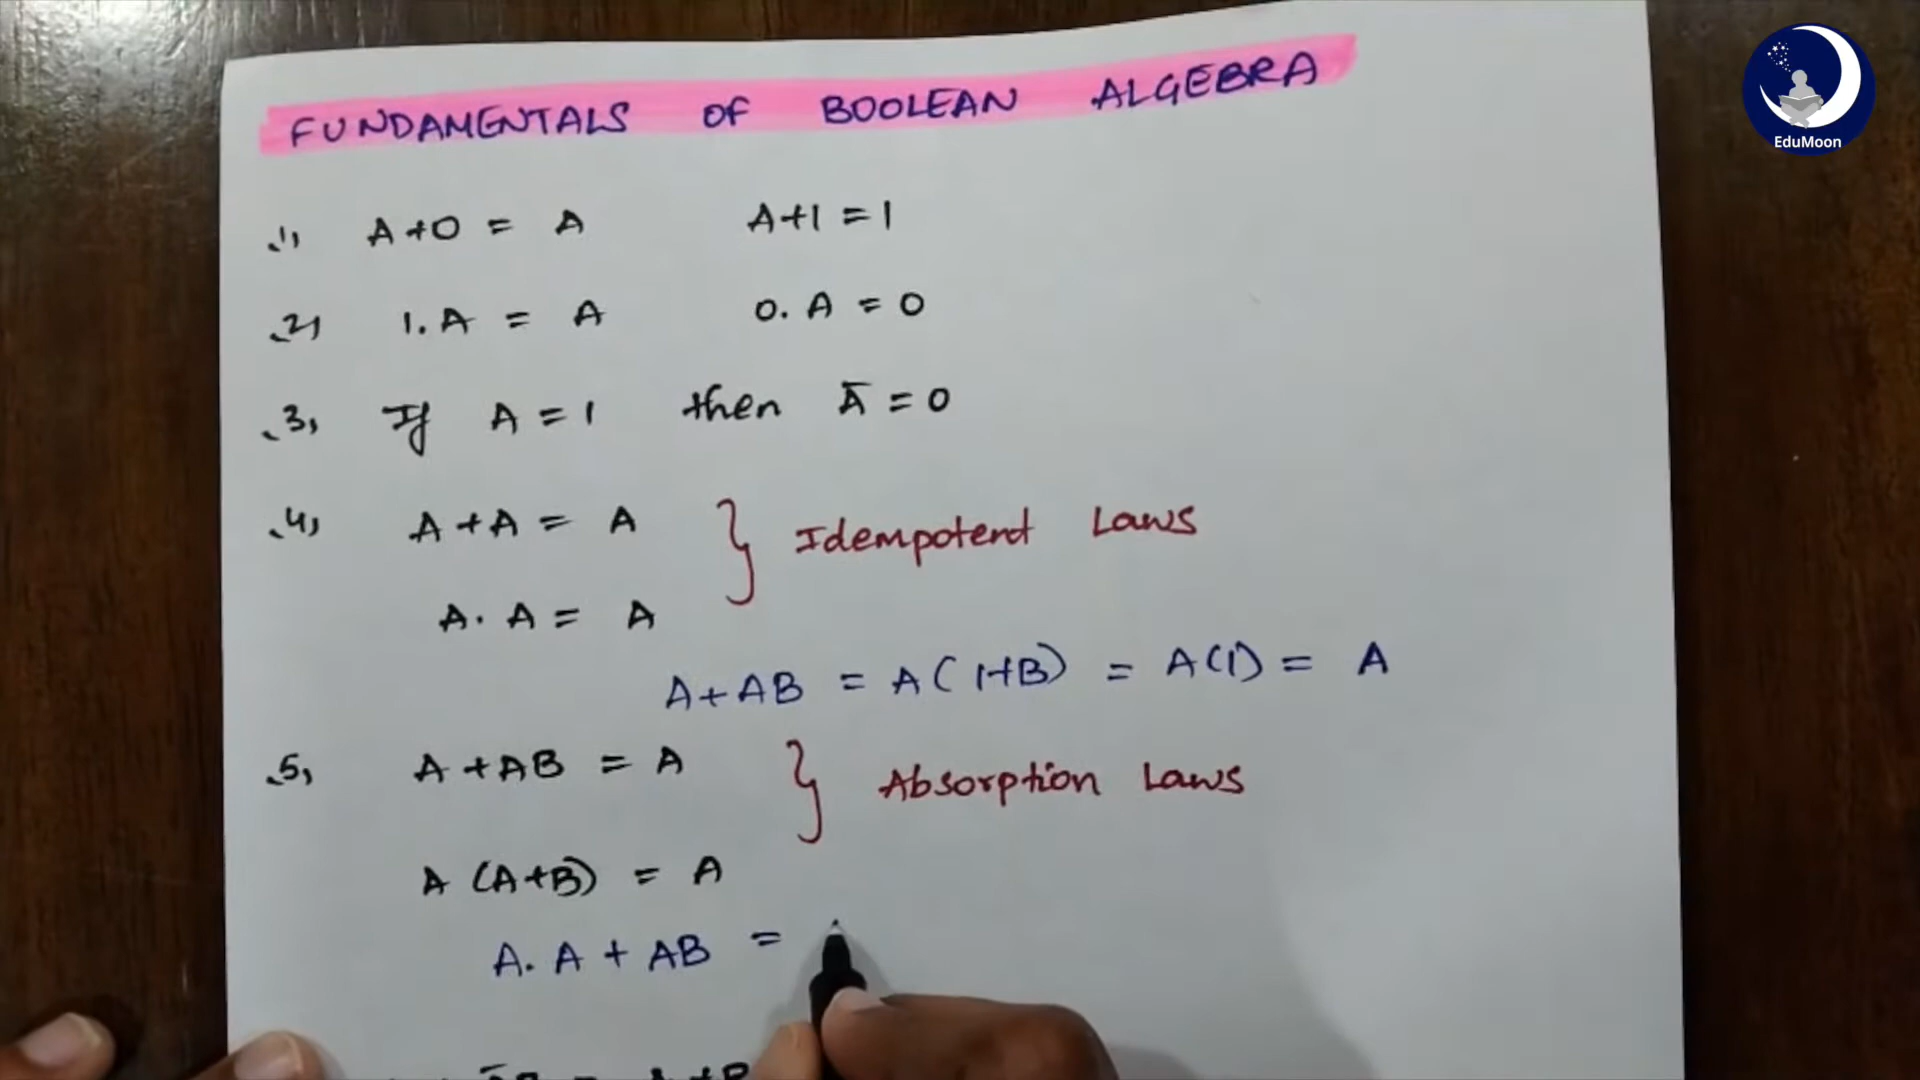 EduMoon
FUNDAMENTALS OF BOOLEAN ALGEBRA
1, A+0 = A A+1 = 1
2, 1.A = A 0.A = 0
3, If A = 1 then Ā = 0
4, A+A = A } Idempotent Laws
A.A = A
A+AB = A(1+B) = A(1) = A
5, A+AB = A } Absorption Laws
A(A+B) = A
A.A + AB =